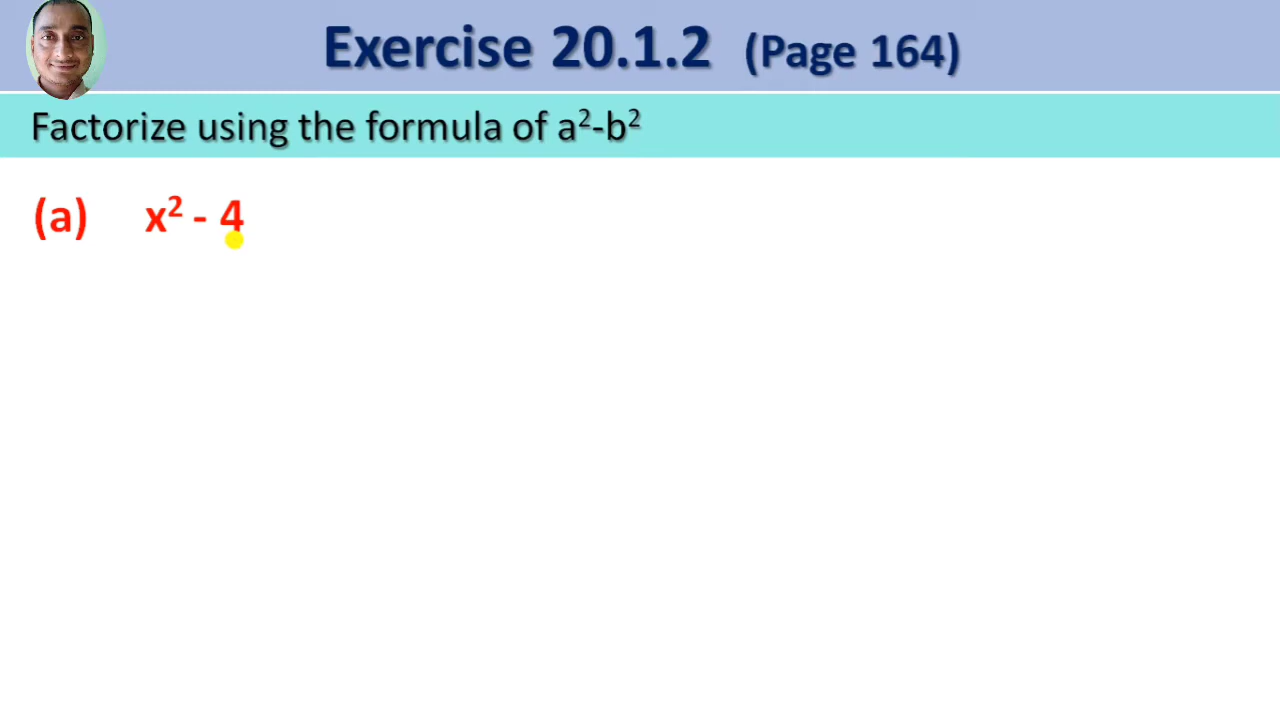 Exercise 20.1.2 (Page 164)
Factorize using the formula of a²-b²
(a) x² - 4